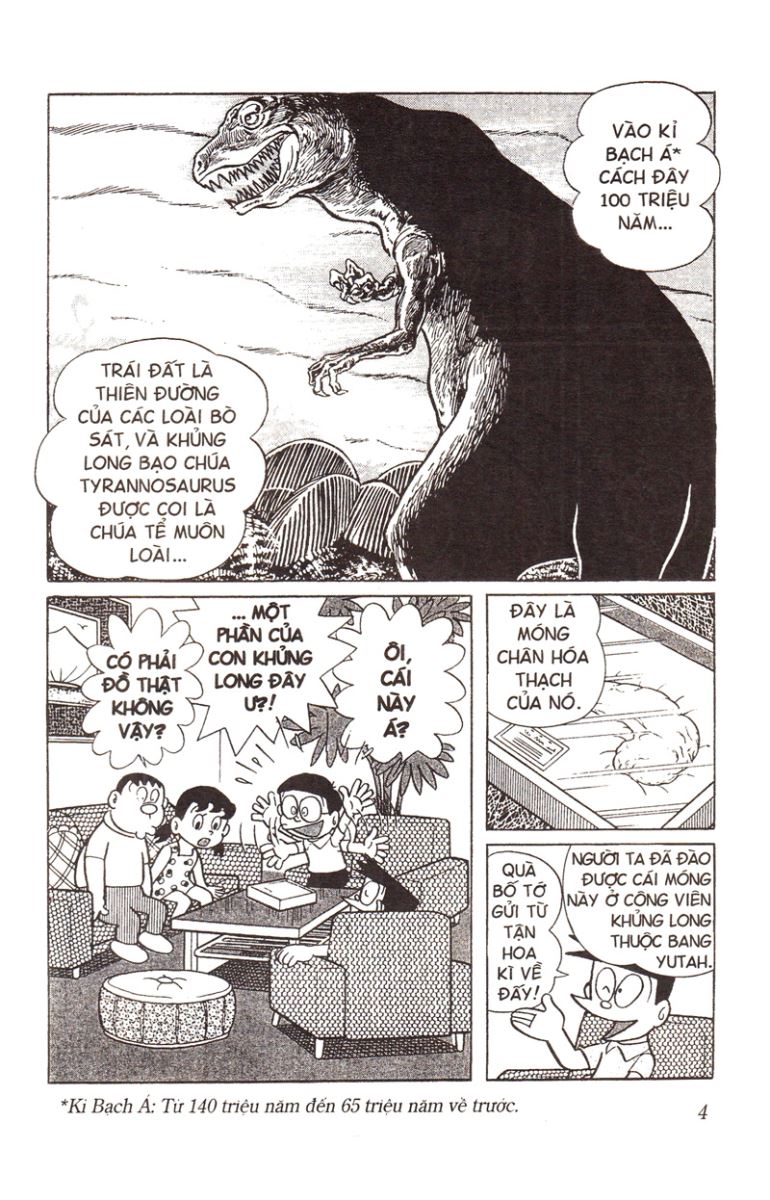 VÀO KỈ
BẠCH Á*
CÁCH ĐÂY
100 TRIỆU
NĂM...
TRÁI ĐẤT LÀ
THIÊN ĐƯỜNG
CỦA CÁC LOÀI BÒ
SÁT, VÀ KHỦNG
LONG BẠO CHÚA
TYRANNOSAURUS
ĐƯỢC COI LÀ
CHÚA TỂ MUÔN
LOÀI...
CÓ PHẢI
ĐỒ THẬT
KHÔNG
VẬY?
... MỘT
PHẦN CỦA
CON KHỦNG
LONG ĐÂY
Ư?!
ÔI,
CÁI
NÀY
Á?
ĐÂY LÀ
MÓNG
CHÂN HÓA
THẠCH
CỦA NÓ.
QUÀ
BỐ TỚ
GỬI TỪ
TẬN
HOA
KÌ VỀ
ĐẤY!
NGƯỜI TA ĐÃ ĐÀO
ĐƯỢC CÁI MÓNG
NÀY Ở CÔNG VIÊN
KHỦNG LONG
THUỘC BANG
YUTAH.
*Kỉ Bạch Á: Từ 140 triệu năm đến 65 triệu năm về trước.
4